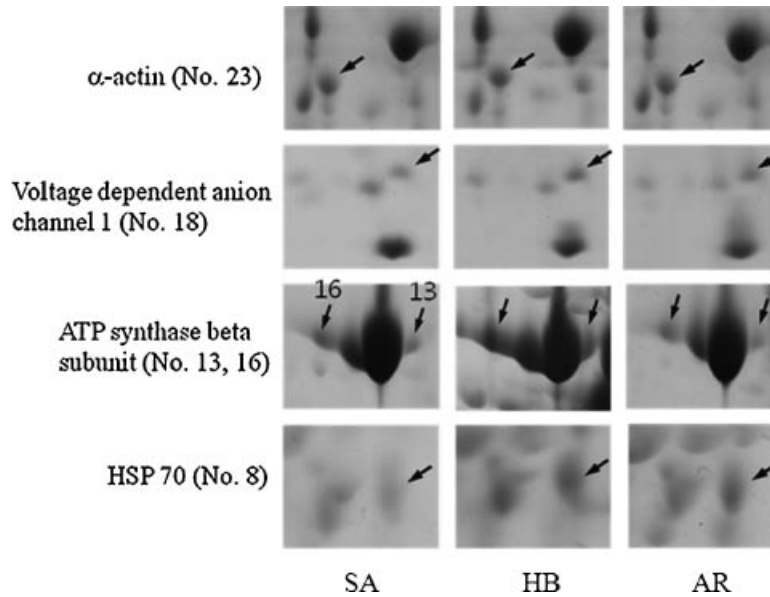 α-actin (No. 23)
Voltage dependent anion
channel 1 (No. 18)
16
13
ATP synthase beta
subunit (No. 13, 16)
HSP 70 (No. 8)
SA HB AR